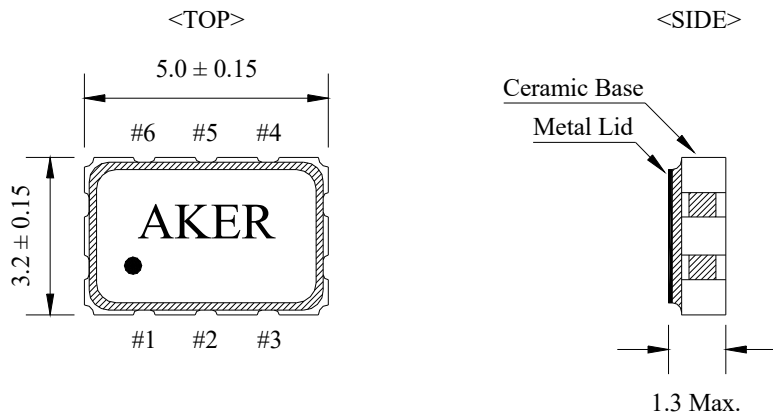 <TOP>
5.0 ± 0.15
#6 #5 #4
3.2 ± 0.15
AKER
#1 #2 #3
<SIDE>
Ceramic Base
Metal Lid
1.3 Max.